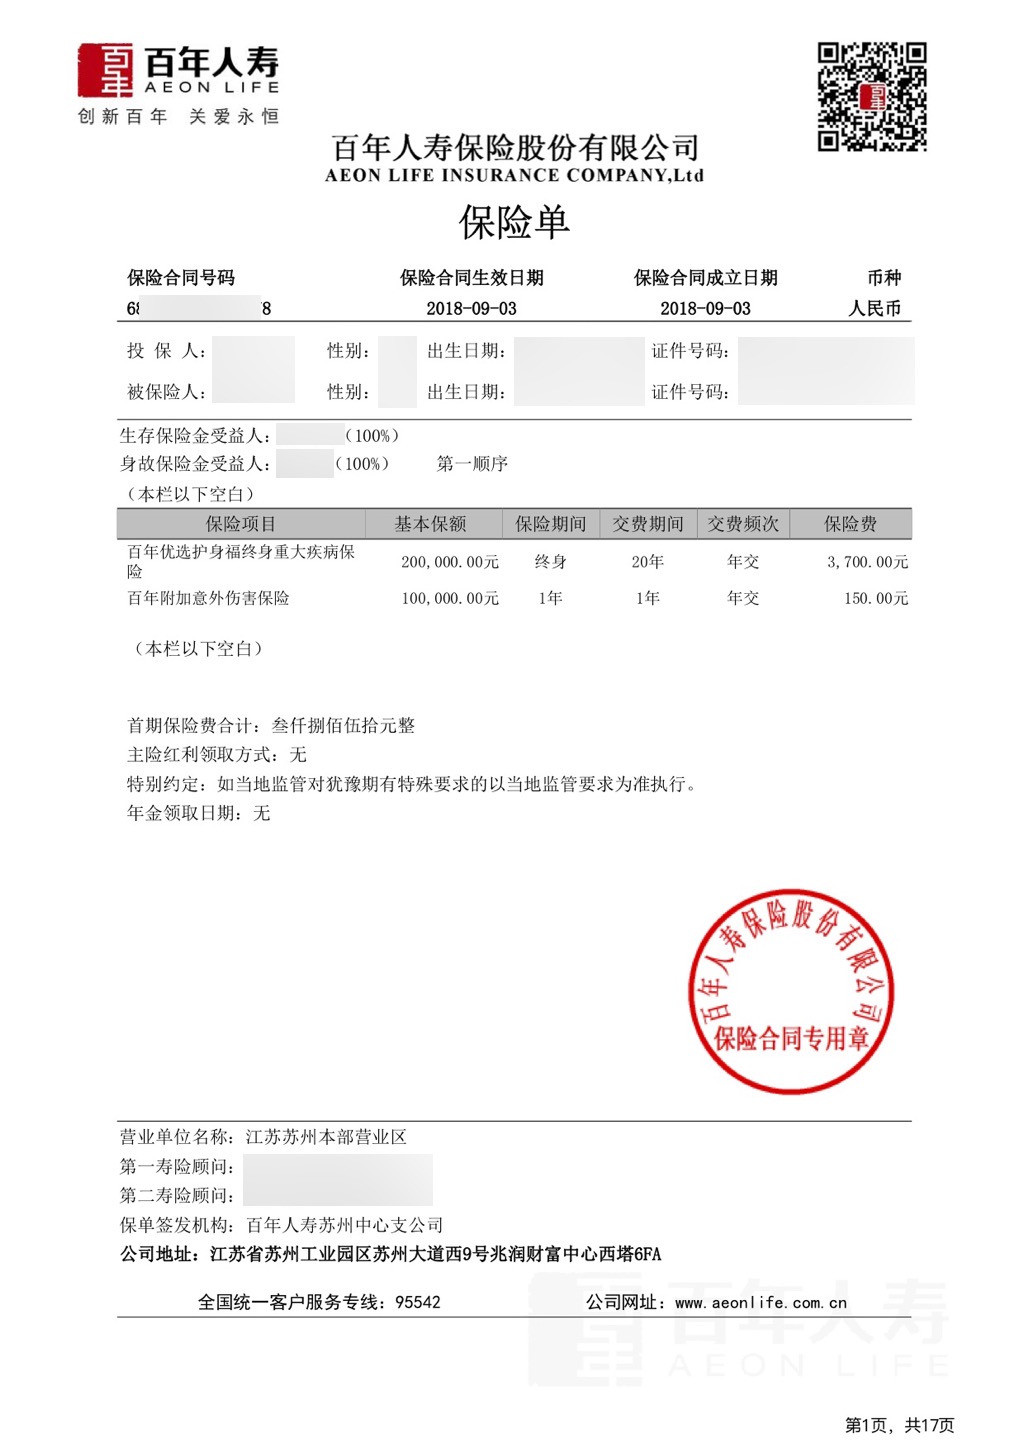 百年人寿
AEON LIFE
创新百年 关爱永恒
百年人寿保险股份有限公司
AEON LIFE INSURANCE COMPANY,Ltd
保险单
保险合同号码 保险合同生效日期 保险合同成立日期 币种
68 8 2018-09-03 2018-09-03 人民币
投 保 人： 性别： 出生日期： 证件号码：
被保险人： 性别： 出生日期： 证件号码：
生存保险金受益人： （100%）
身故保险金受益人： （100%） 第一顺序
（本栏以下空白）
保险项目 基本保额 保险期间 交费期间 交费频次 保险费
百年优选护身福终身重大疾病保
险 200,000.00元 终身 20年 年交 3,700.00元
百年附加意外伤害保险 100,000.00元 1年 1年 年交 150.00元
（本栏以下空白）
首期保险费合计：叁仟捌佰伍拾元整
主险红利领取方式：无
特别约定：如当地监管对犹豫期有特殊要求的以当地监管要求为准执行。
年金领取日期：无
百年人寿保险股份有限公司
保险合同专用章
营业单位名称：江苏苏州本部营业区
第一寿险顾问：
第二寿险顾问：
保单签发机构：百年人寿苏州中心支公司
公司地址：江苏省苏州工业园区苏州大道西9号兆润财富中心西塔6FA
全国统一客户服务专线：95542 公司网址：www.aeonlife.com.cn
百年人寿
AEON LIFE
第1页，共17页